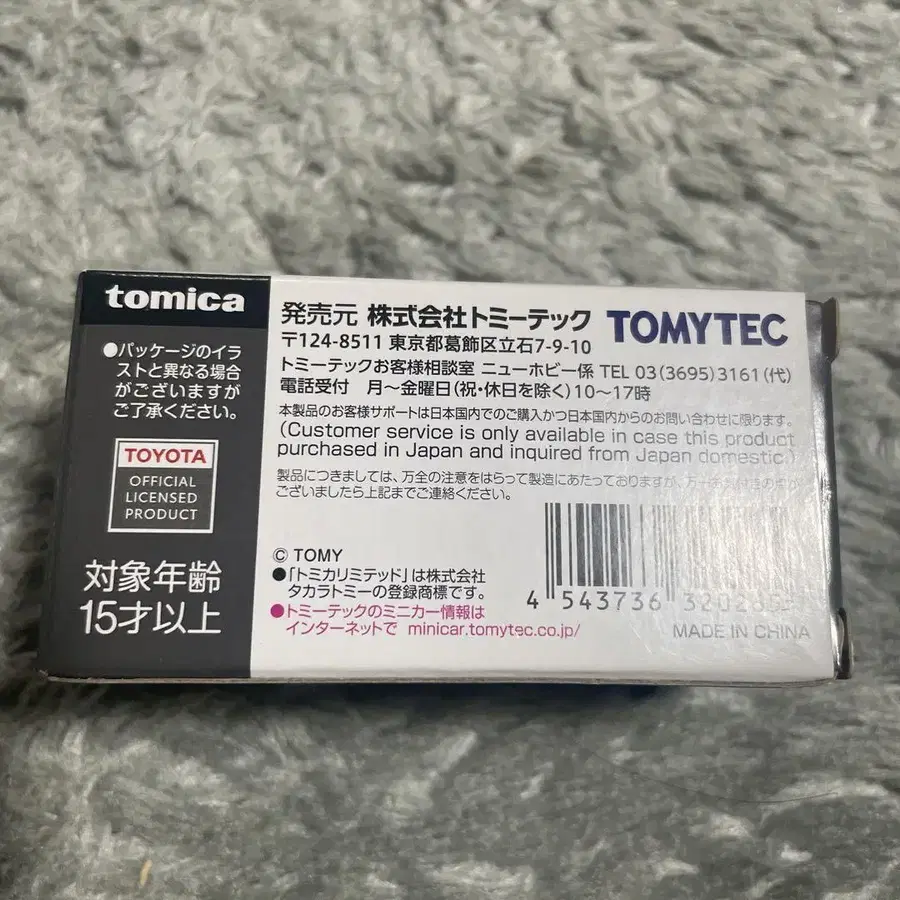 tomica
●パッケージのイラ
ストと異なる場合
がございますが
ご了承ください。
TOYOTA
OFFICIAL
LICENSED
PRODUCT
対象年齢
15才以上
発売元 株式会社トミーテック TOMYTEC
〒124-8511 東京都葛飾区立石7-9-10
トミーテックお客様相談室 ニューホビー係 TEL 03(3695)3161(代)
電話受付 月〜金曜日(祝・休日を除く)10〜17時
本製品のお客様サポートは日本国内でのご購入かつ日本国内からのお問い合わせに限ります。
(Customer service is only available in case this product
purchased in Japan and inquired from Japan domestic.)
製品につきましては、万全の注意をはらって製造にあたっておりますが、万一お気付きの点が
ございましたら上記までご連絡ください。
© TOMY
●「トミカリミテッド」は株式会社
タカラトミーの登録商標です。
●トミーテックのミニカー情報は
インターネットで minicar.tomytec.co.jp/
4 543736
MADE IN CHINA